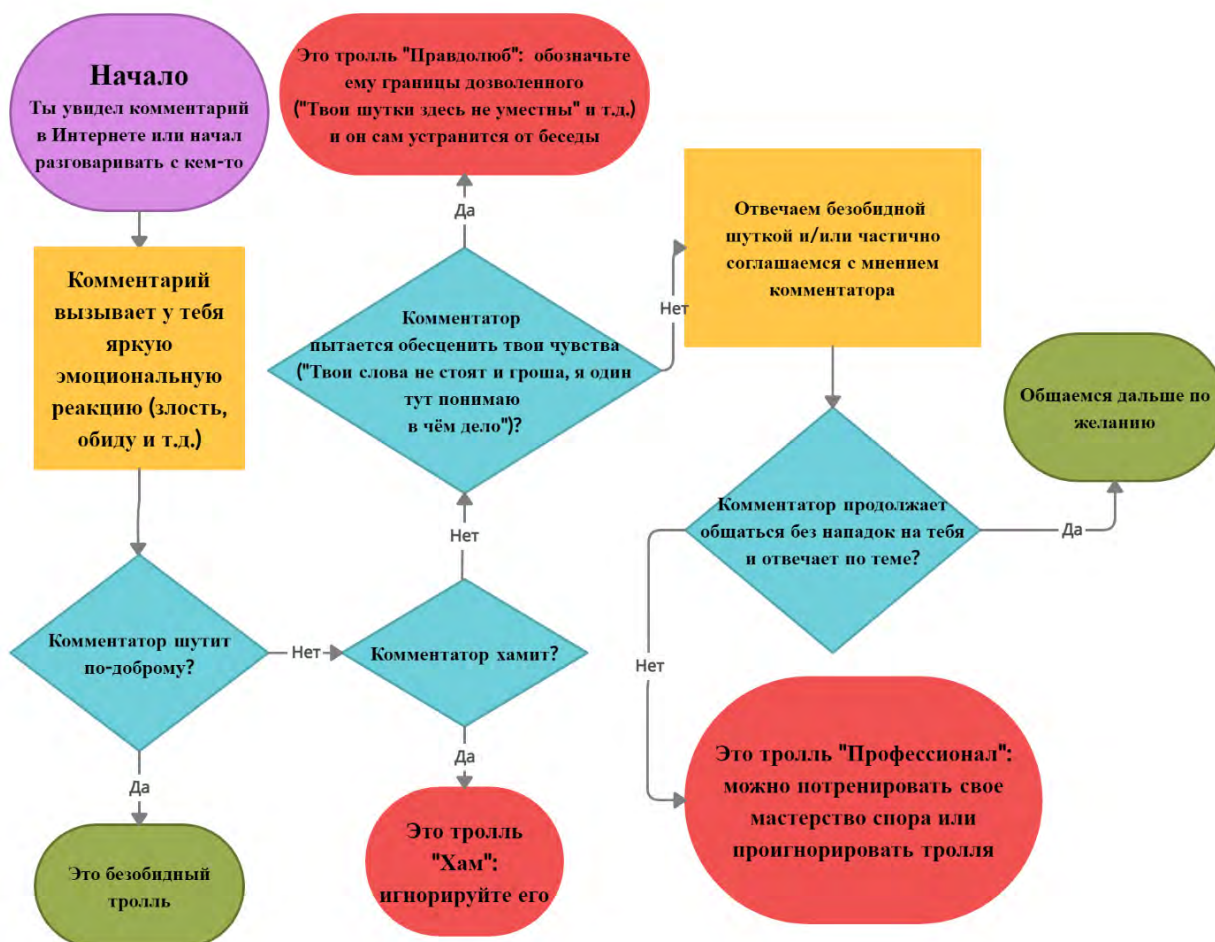 Начало
Ты увидел комментарий
в Интернете или начал
разговаривать с кем-то
Комментарий
вызывает у тебя
яркую
эмоциональную
реакцию (злость,
обиду и т.д.)
Комментатор шутит
по-доброму?
Да
Это безобидный
тролль
Нет
Комментатор хамит?
Да
Это тролль
"Хам":
игнорируйте его
Нет
Комментатор
пытается обесценить твои чувства
("Твои слова не стоят и гроша, я один
тут понимаю
в чём дело")?
Да
Это тролль "Правдолюб": обозначьте
ему границы дозволенного
("Твои шутки здесь не уместны" и т.д.)
и он сам устранится от беседы
Нет
Отвечаем безобидной
шуткой и/или частично
соглашаемся с мнением
комментатора
Комментатор продолжает
общаться без нападок на тебя
и отвечает по теме?
Да
Общаемся дальше по
желанию
Нет
Это тролль "Профессионал":
можно потренировать свое
мастерство спора или
проигнорировать тролля